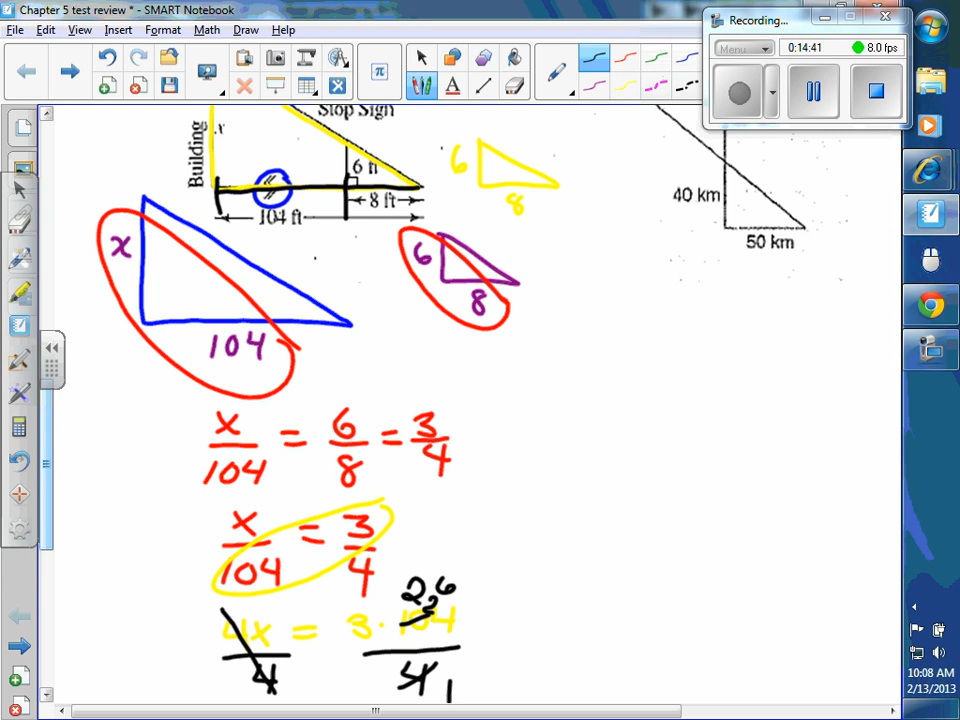 Chapter 5 test review * - SMART Notebook
File Edit View Insert Format Math Draw Help
Recording...
Menu
0:14:41
8.0 fps
π
A
Stop Sign
Building
x
6 ft
8 ft
104 ft
6
8
40 km
50 km
x
104
6
8
x/104 = 6/8 = 3/4
x/104 = 3/4
26
4x = 3 · 104
4 4 1
10:08 AM
2/13/2013